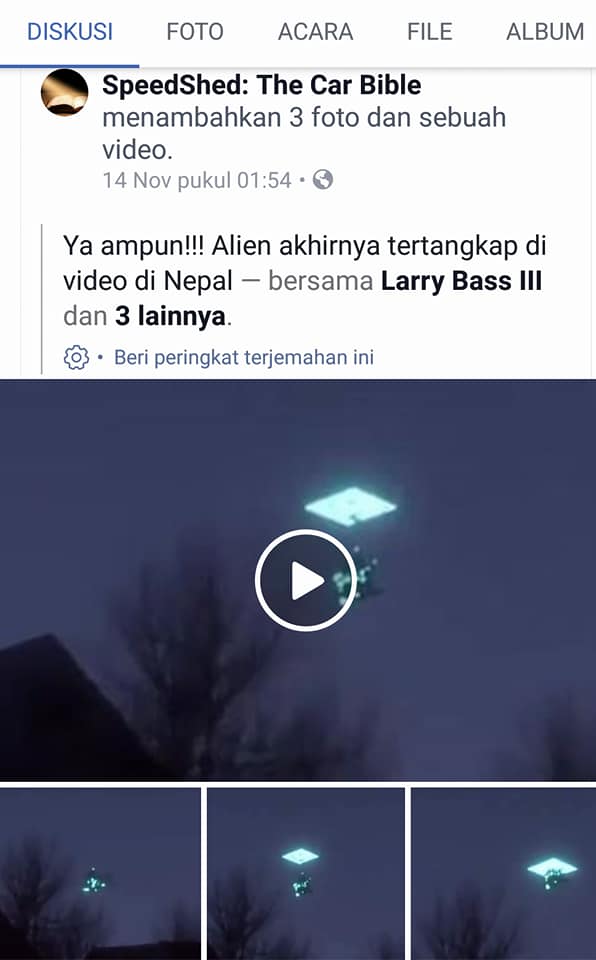 DISKUSI FOTO ACARA FILE ALBUM
SpeedShed: The Car Bible
menambahkan 3 foto dan sebuah
video.
14 Nov pukul 01:54 •
Ya ampun!!! Alien akhirnya tertangkap di
video di Nepal — bersama Larry Bass III
dan 3 lainnya.
• Beri peringkat terjemahan ini